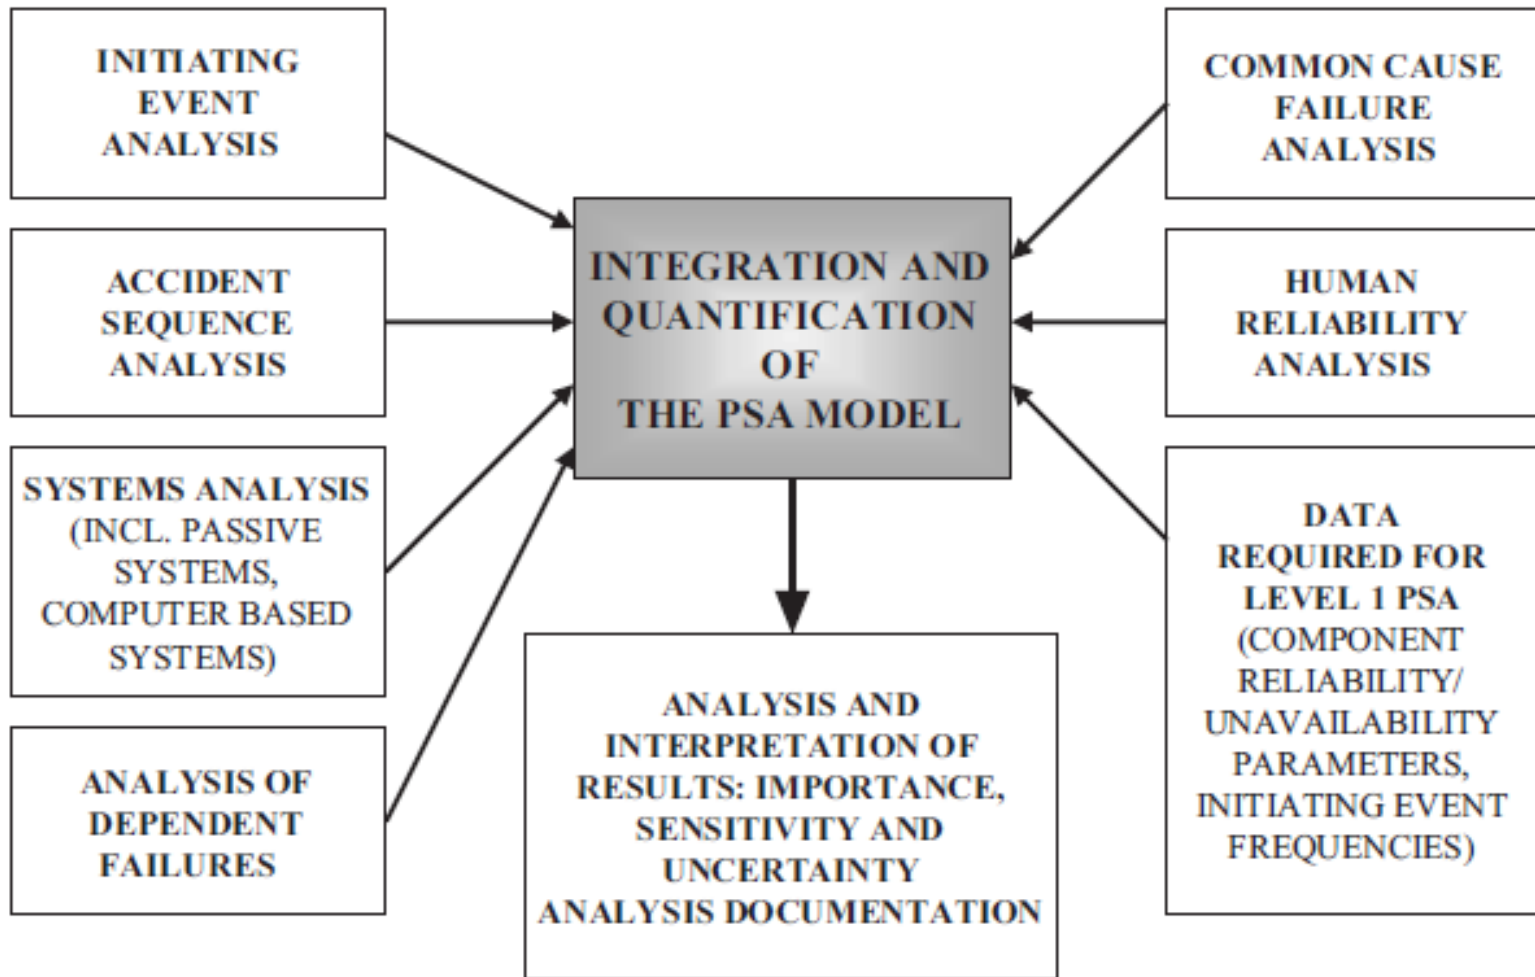 INITIATING
EVENT
ANALYSIS
ACCIDENT
SEQUENCE
ANALYSIS
SYSTEMS ANALYSIS
(INCL. PASSIVE
SYSTEMS,
COMPUTER BASED
SYSTEMS)
ANALYSIS OF
DEPENDENT
FAILURES
INTEGRATION AND
QUANTIFICATION
OF
THE PSA MODEL
ANALYSIS AND
INTERPRETATION OF
RESULTS: IMPORTANCE,
SENSITIVITY AND
UNCERTAINTY
ANALYSIS DOCUMENTATION
COMMON CAUSE
FAILURE
ANALYSIS
HUMAN
RELIABILITY
ANALYSIS
DATA
REQUIRED FOR
LEVEL 1 PSA
(COMPONENT
RELIABILITY/
UNAVAILABILITY
PARAMETERS,
INITIATING EVENT
FREQUENCIES)